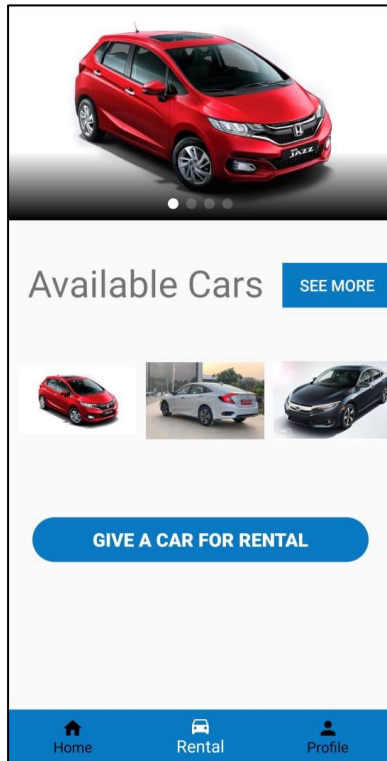 JAZZ
Available Cars
SEE MORE
GIVE A CAR FOR RENTAL
Home
Rental
Profile